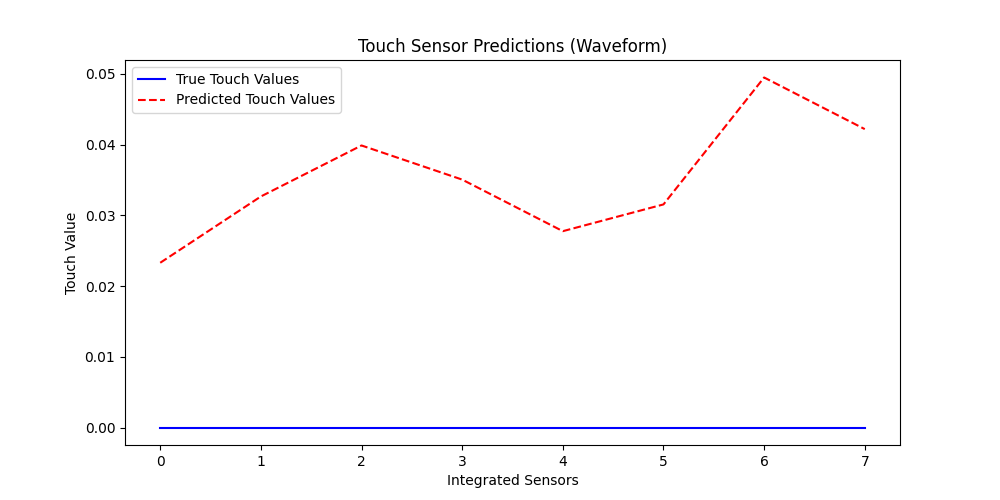 Touch Sensor Predictions (Waveform)
True Touch Values
Predicted Touch Values
0.05
0.04
0.03
0.02
0.01
0.00
Touch Value
0 1 2 3 4 5 6 7
Integrated Sensors